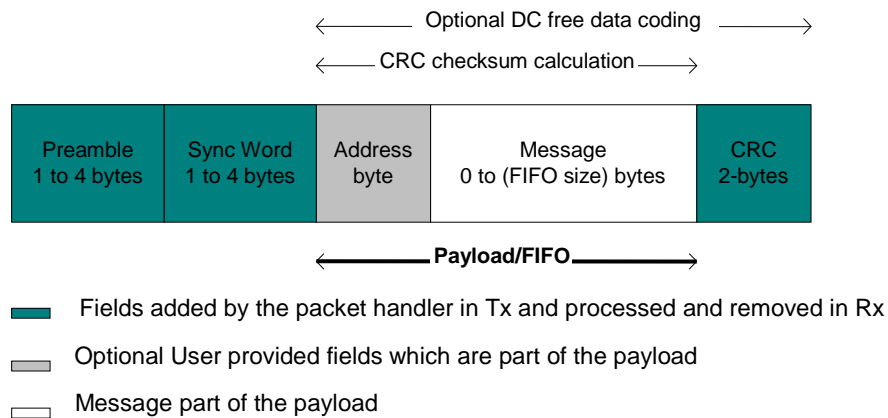 Optional DC free data coding
CRC checksum calculation
Preamble
1 to 4 bytes
Sync Word
1 to 4 bytes
Address
byte
Message
0 to (FIFO size) bytes
CRC
2-bytes
Payload/FIFO
Fields added by the packet handler in Tx and processed and removed in Rx
Optional User provided fields which are part of the payload
Message part of the payload